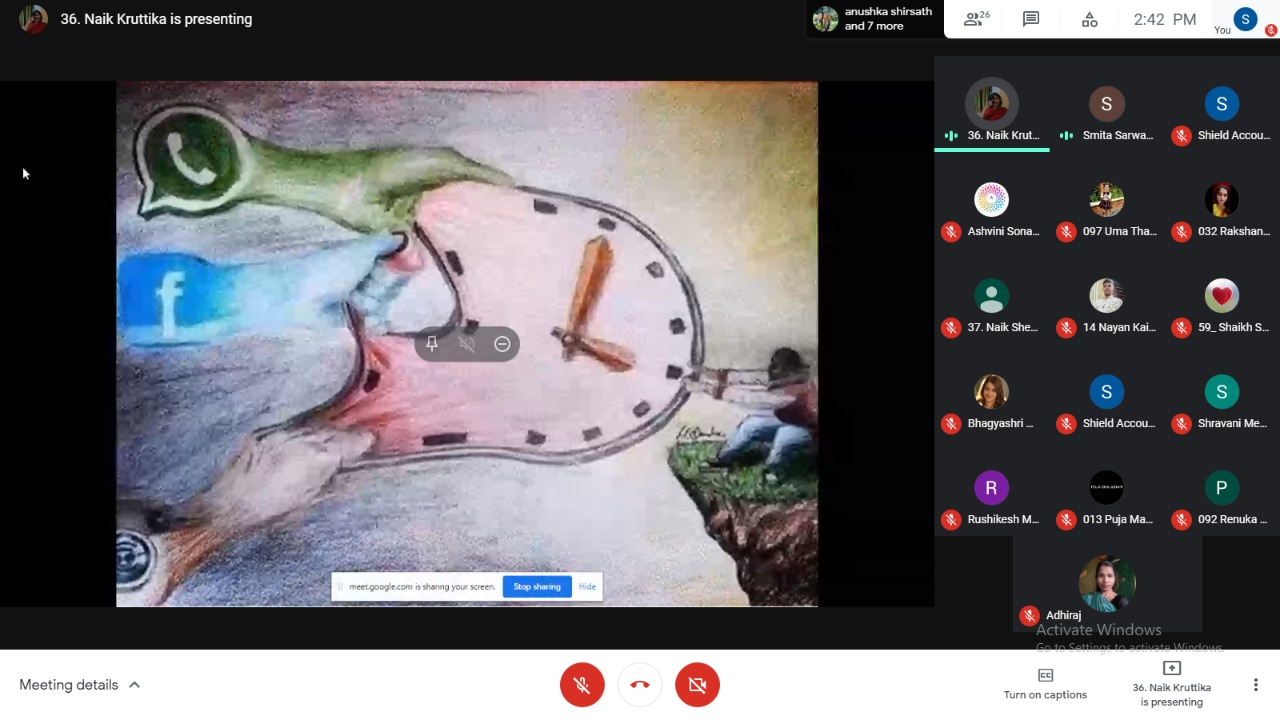 36. Naik Kruttika is presenting
anushka shirsath
and 7 more
26
2:42 PM
You
S
36. Naik Krut...
S
Smita Sarwa...
S
Shield Accou...
Ashvini Sona...
097 Uma Tha...
032 Rakshan...
37. Naik She...
14 Nayan Kai...
59_ Shaikh S...
Bhagyashri ...
S
Shield Accou...
S
Shravani Me...
R
Rushikesh M...
013 Puja Ma...
P
092 Renuka ...
f
meet.google.com is sharing your screen.
Stop sharing
Hide
Adhiraj
Activate Windows
Go to Settings to activate Windows.
Meeting details
CC
Turn on captions
36. Naik Kruttika
is presenting